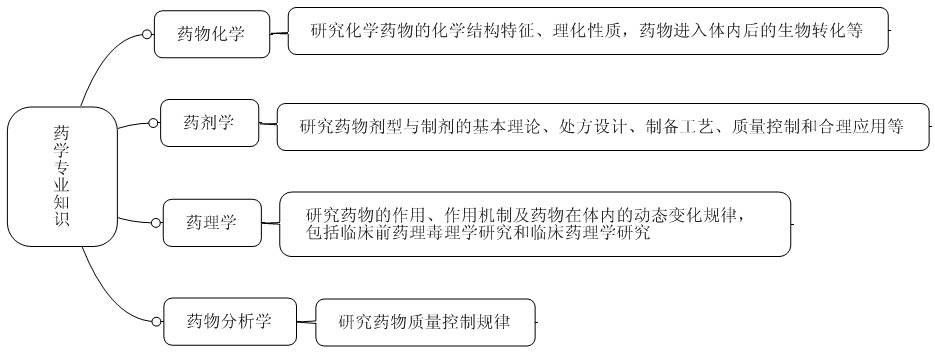 药学专业知识
药物化学
研究化学药物的化学结构特征、理化性质，药物进入体内后的生物转化等
药剂学
研究药物剂型与制剂的基本理论、处方设计、制备工艺、质量控制和合理应用等
药理学
研究药物的作用、作用机制及药物在体内的动态变化规律，
包括临床前药理毒理学研究和临床药理学研究
药物分析学
研究药物质量控制规律